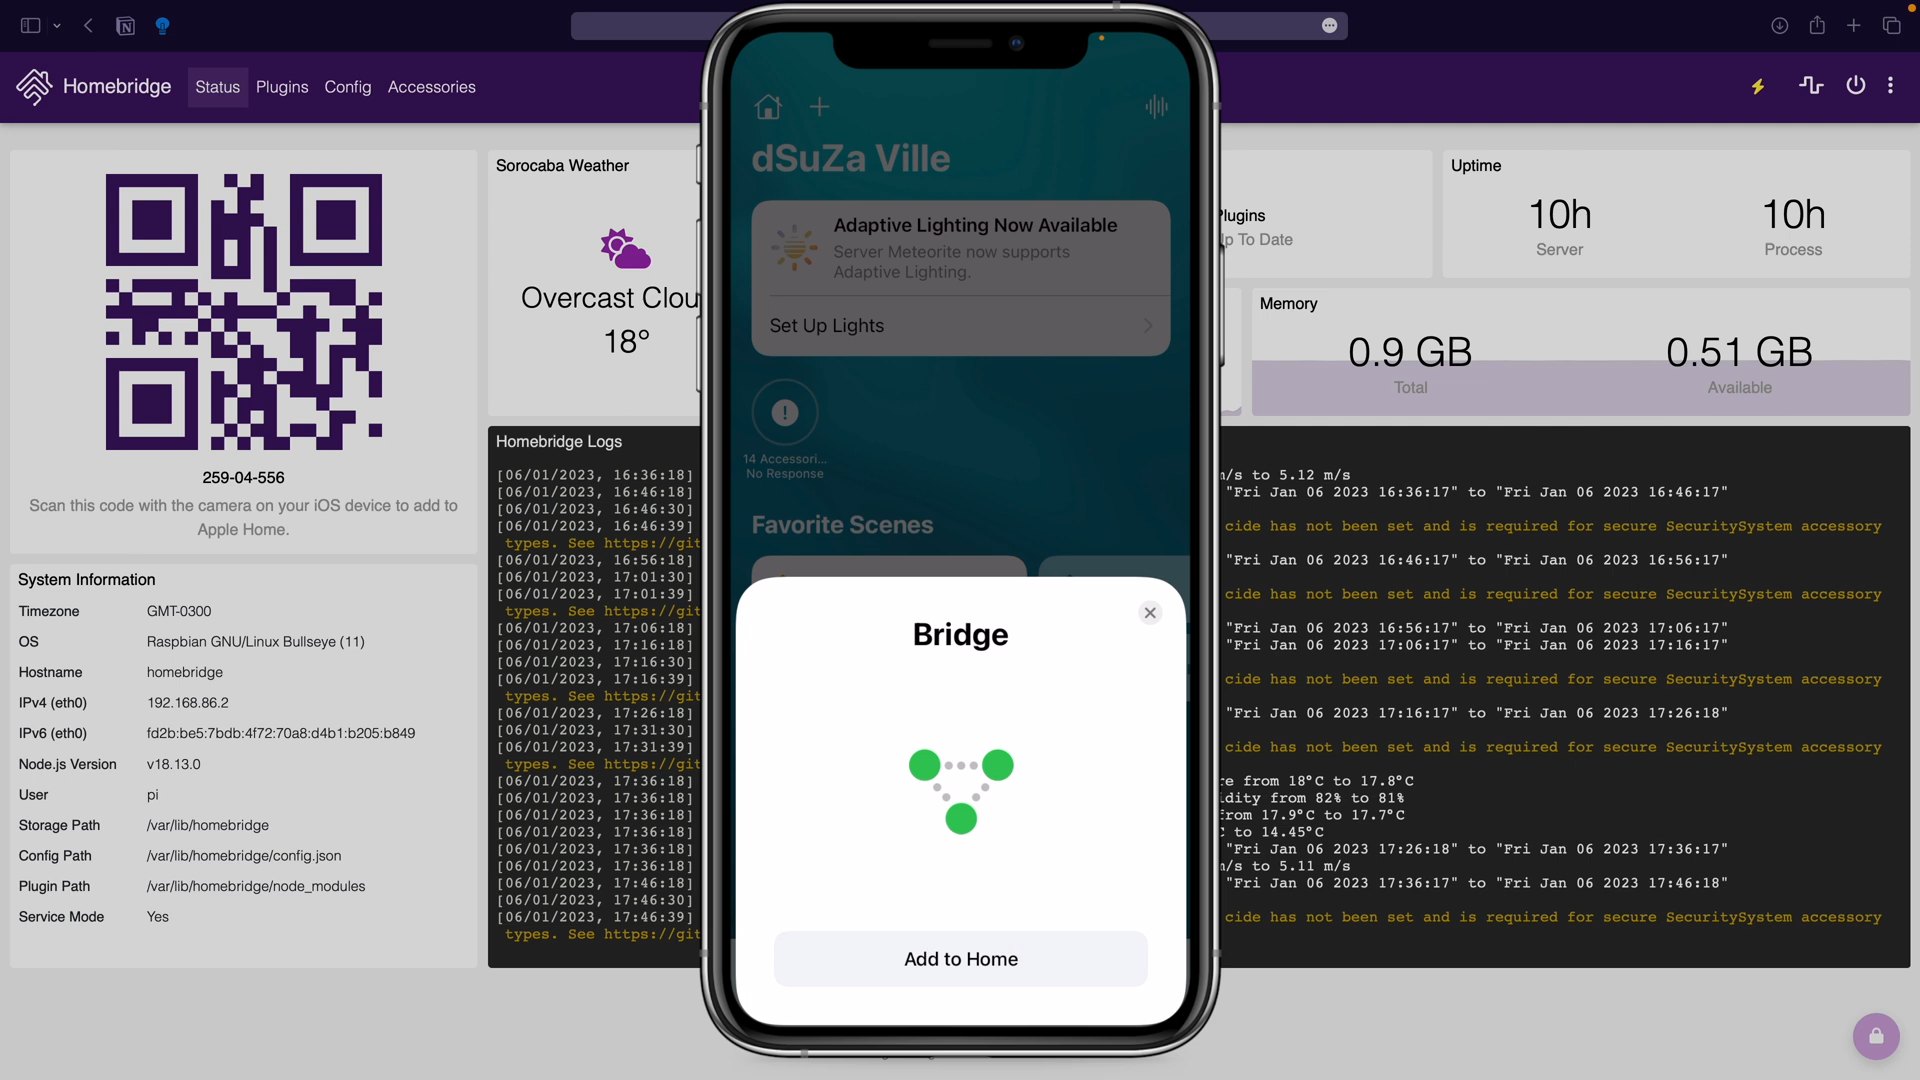 Homebridge
Status
Plugins
Config
Accessories
259-04-556
Scan this code with the camera on your iOS device to add to
Apple Home.
System Information
Timezone GMT-0300
OS Raspbian GNU/Linux Bullseye (11)
Hostname homebridge
IPv4 (eth0) 192.168.86.2
IPv6 (eth0) fd2b:be5:7bdb:4f72:70a8:d4b1:b205:b849
Node.js Version v18.13.0
User pi
Storage Path /var/lib/homebridge
Config Path /var/lib/homebridge/config.json
Plugin Path /var/lib/homebridge/node_modules
Service Mode Yes
Sorocaba Weather
Overcast Clou
18°
Homebridge Logs
[06/01/2023, 16:36:18]
[06/01/2023, 16:46:18]
[06/01/2023, 16:46:30]
[06/01/2023, 16:46:39]
types. See https://git
[06/01/2023, 16:56:18]
[06/01/2023, 17:01:30]
[06/01/2023, 17:01:39]
types. See https://git
[06/01/2023, 17:06:18]
[06/01/2023, 17:16:18]
[06/01/2023, 17:16:30]
[06/01/2023, 17:16:39]
types. See https://git
[06/01/2023, 17:26:18]
[06/01/2023, 17:31:30]
[06/01/2023, 17:31:39]
types. See https://git
[06/01/2023, 17:36:18]
[06/01/2023, 17:36:18]
[06/01/2023, 17:36:18]
[06/01/2023, 17:36:18]
[06/01/2023, 17:36:18]
[06/01/2023, 17:36:18]
[06/01/2023, 17:46:18]
[06/01/2023, 17:46:30]
[06/01/2023, 17:46:39]
types. See https://git
dSuZa Ville
Adaptive Lighting Now Available
Server Meteorite now supports
Adaptive Lighting.
Set Up Lights
14 Accessori...
No Response
Favorite Scenes
Bridge
Add to Home
Plugins
Up To Date
Uptime
10h
Server
10h
Process
Memory
0.9 GB
Total
0.51 GB
Available
m/s to 5.12 m/s
"Fri Jan 06 2023 16:36:17" to "Fri Jan 06 2023 16:46:17"
cide has not been set and is required for secure SecuritySystem accessory
"Fri Jan 06 2023 16:46:17" to "Fri Jan 06 2023 16:56:17"
cide has not been set and is required for secure SecuritySystem accessory
"Fri Jan 06 2023 16:56:17" to "Fri Jan 06 2023 17:06:17"
"Fri Jan 06 2023 17:06:17" to "Fri Jan 06 2023 17:16:17"
cide has not been set and is required for secure SecuritySystem accessory
"Fri Jan 06 2023 17:16:17" to "Fri Jan 06 2023 17:26:18"
cide has not been set and is required for secure SecuritySystem accessory
re from 18°C to 17.8°C
idity from 82% to 81%
from 17.9°C to 17.7°C
C to 14.45°C
"Fri Jan 06 2023 17:26:18" to "Fri Jan 06 2023 17:36:17"
m/s to 5.11 m/s
"Fri Jan 06 2023 17:36:17" to "Fri Jan 06 2023 17:46:18"
cide has not been set and is required for secure SecuritySystem accessory